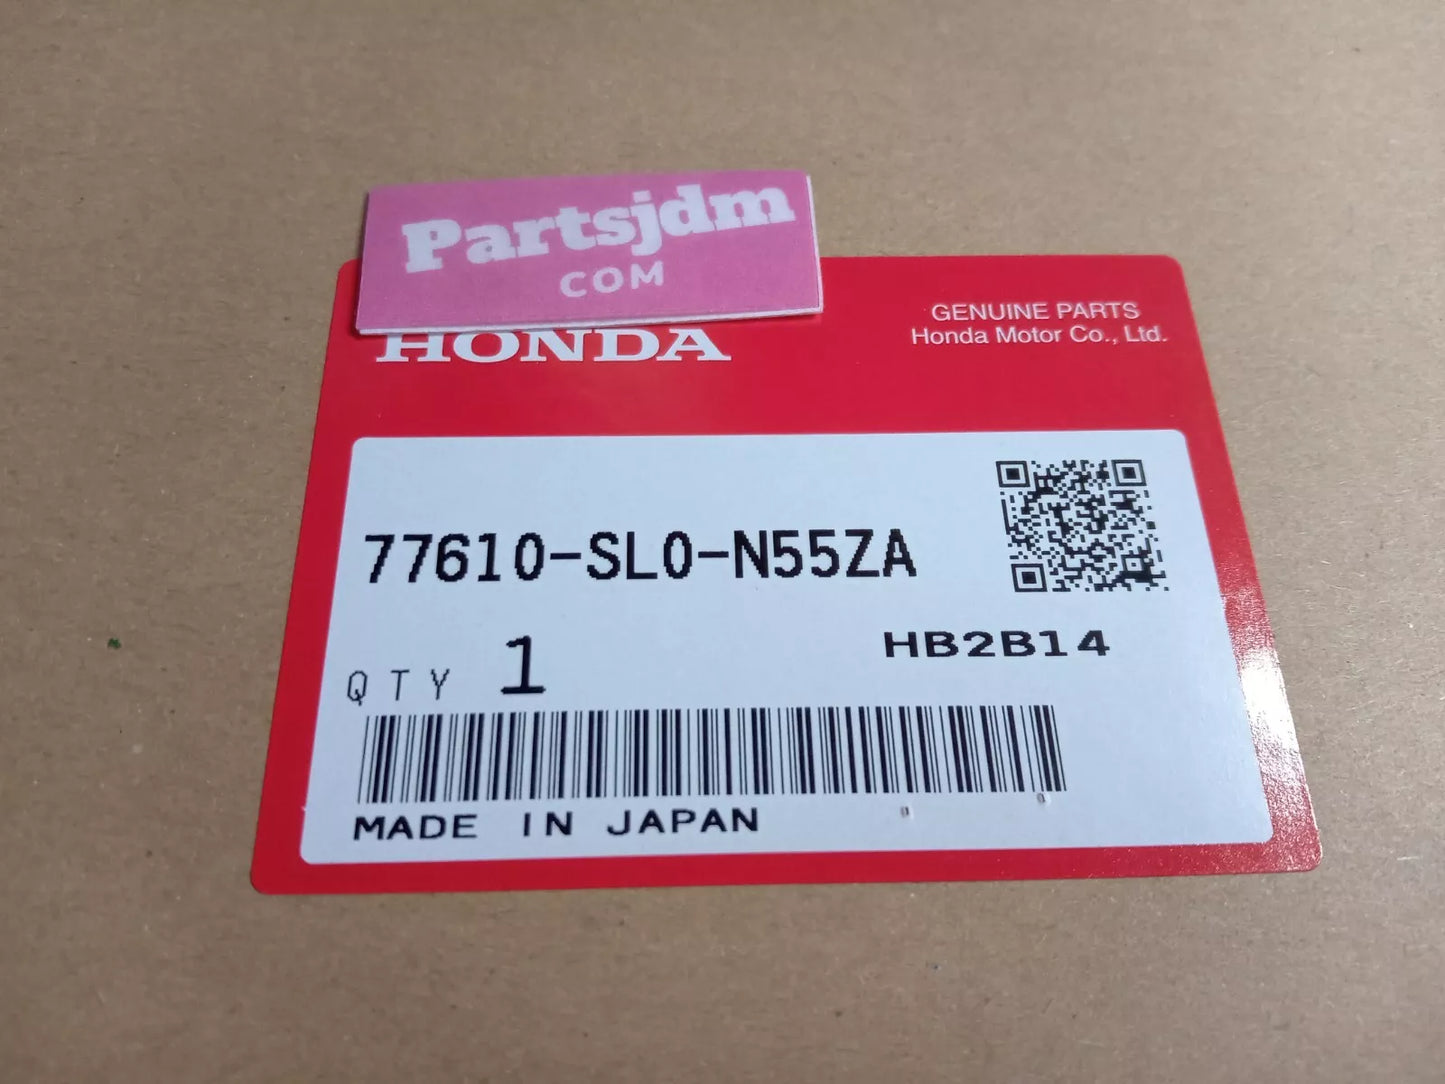 Partsjdm
COM
HONDA
GENUINE PARTS
Honda Motor Co., Ltd.
77610-SL0-N55ZA
HB2B14
QTY 1
MADE IN JAPAN